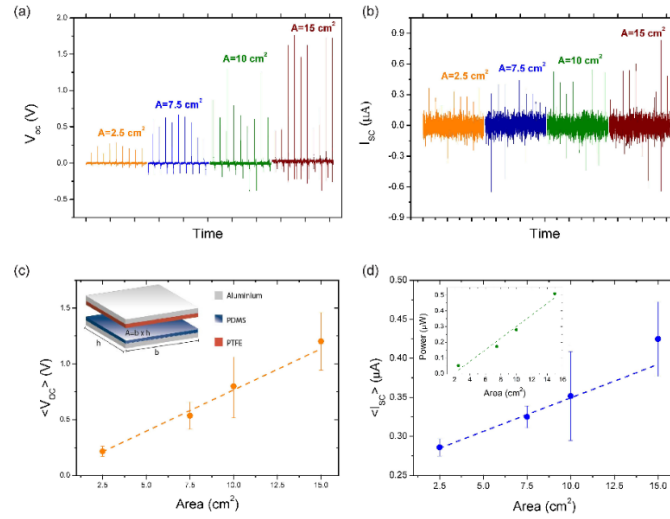 (a)
2.0
1.5
1.0
0.5
0.0
-0.5
V_OC (V)
A=2.5 cm²
A=7.5 cm²
A=10 cm²
A=15 cm²
Time
(b)
0.9
0.6
0.3
0.0
-0.3
-0.6
-0.9
I_SC (μA)
A=2.5 cm²
A=7.5 cm²
A=10 cm²
A=15 cm²
Time
(c)
1.5
1.0
0.5
0.0
<V_OC> (V)
A=b x h
h
b
Aluminium
PDMS
PTFE
2.5 5.0 7.5 10.0 12.5 15.0
Area (cm²)
(d)
0.50
0.45
0.40
0.35
0.30
0.25
<I_SC> (μA)
0.5
0.4
0.3
0.2
0.1
0.0
Power (μW)
2 4 6 8 10 12 14 16
Area (cm²)
2.5 5.0 7.5 10.0 12.5 15.0
Area (cm²)